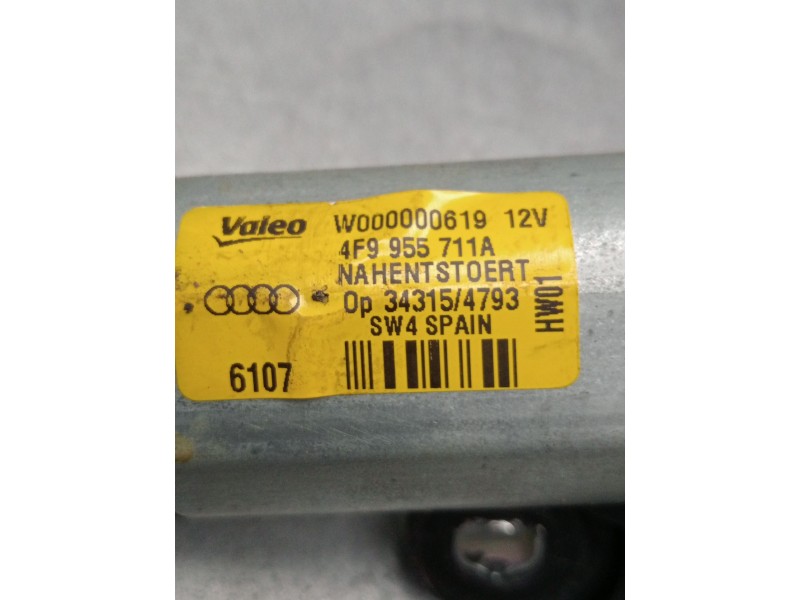 Valeo W000000619 12V
4F9 955 711A
NAHENTSTOERT
Op 34315/4793
SW4 SPAIN
6107
HW01